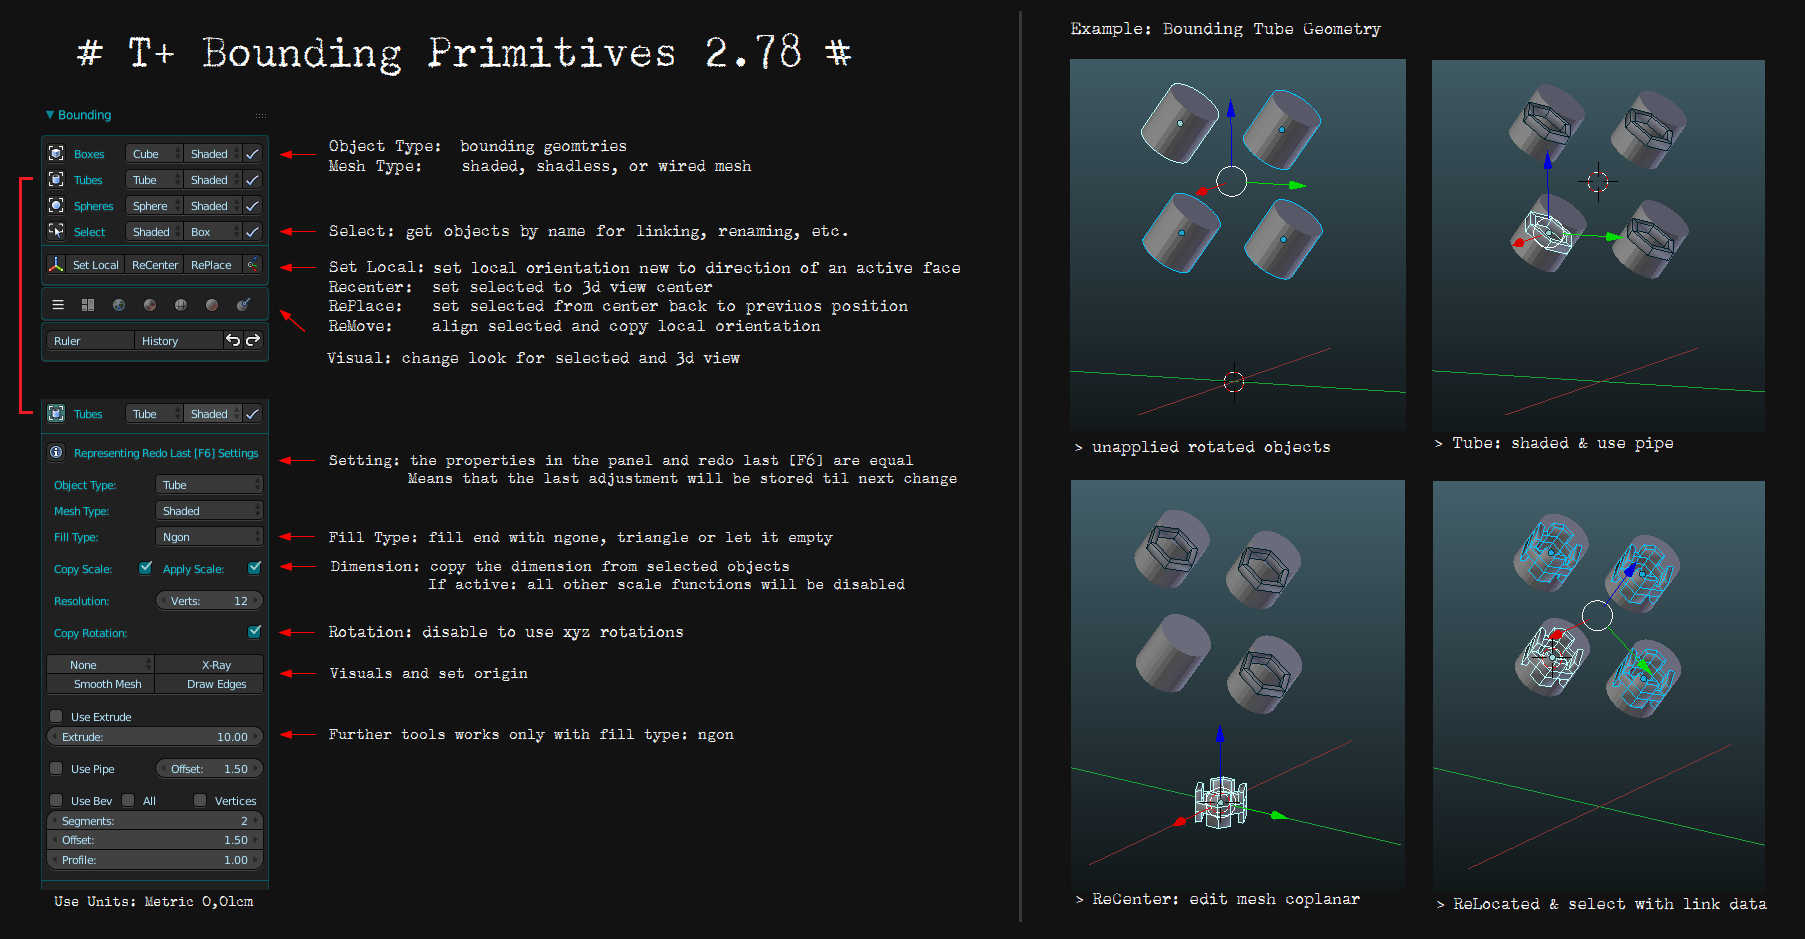 # T+ Bounding Primitives 2.78 #
Bounding
Boxes Cube Shaded
Tubes Tube Shaded
Spheres Sphere Shaded
Select Shaded Box
Set Local ReCenter RePlace
Ruler History
Object Type: bounding geomtries
Mesh Type: shaded, shadless, or wired mesh
Select: get objects by name for linking, renaming, etc.
Set Local: set local orientation new to direction of an active face
Recenter: set selected to 3d view center
RePlace: set selected from center back to previuos position
ReMove: align selected and copy local orientation
Visual: change look for selected and 3d view
Tubes Tube Shaded
Representing Redo Last [F6] Settings
Object Type: Tube
Mesh Type: Shaded
Fill Type: Ngon
Copy Scale: Apply Scale:
Resolution: Verts: 12
Copy Rotation:
None X-Ray
Smooth Mesh Draw Edges
Use Extrude
Extrude: 10.00
Use Pipe Offset: 1.50
Use Bev All Vertices
Segments: 2
Offset: 1.50
Profile: 1.00
Use Units: Metric 0,01cm
Setting: the properties in the panel and redo last [F6] are equal
Means that the last adjustment will be stored til next change
Fill Type: fill end with ngone, triangle or let it empty
Dimension: copy the dimension from selected objects
If active: all other scale functions will be disabled
Rotation: disable to use xyz rotations
Visuals and set origin
Further tools works only with fill type: ngon
Example: Bounding Tube Geometry
> unapplied rotated objects
> Tube: shaded & use pipe
> ReCenter: edit mesh coplanar
> ReLocated & select with link data